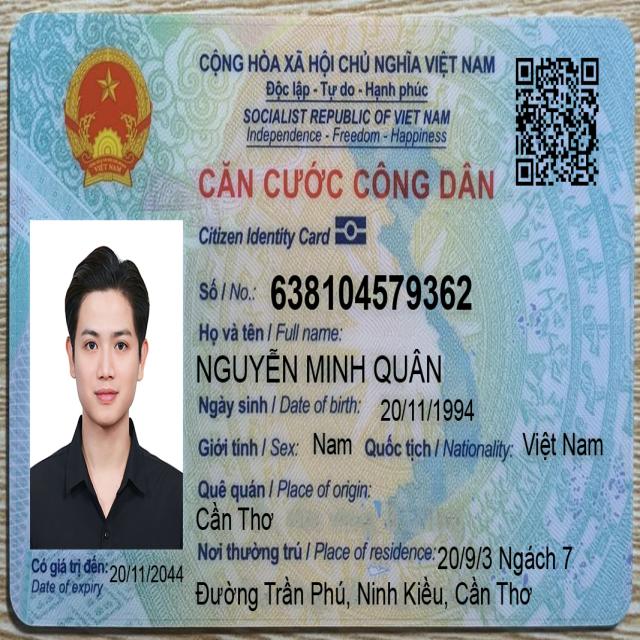 CỘNG HÒA XÃ HỘI CHỦ NGHĨA VIỆT NAM
Độc lập - Tự do - Hạnh phúc
SOCIALIST REPUBLIC OF VIET NAM
Independence - Freedom - Happiness
CĂN CƯỚC CÔNG DÂN
Citizen Identity Card
Số / No.: 638104579362
Họ và tên / Full name:
NGUYỄN MINH QUÂN
Ngày sinh / Date of birth: 20/11/1994
Giới tính / Sex: Nam Quốc tịch / Nationality: Việt Nam
Quê quán / Place of origin:
Cần Thơ
Nơi thường trú / Place of residence: 20/9/3 Ngách 7
Đường Trần Phú, Ninh Kiều, Cần Thơ
Có giá trị đến: 20/11/2044
Date of expiry
VIỆT NAM